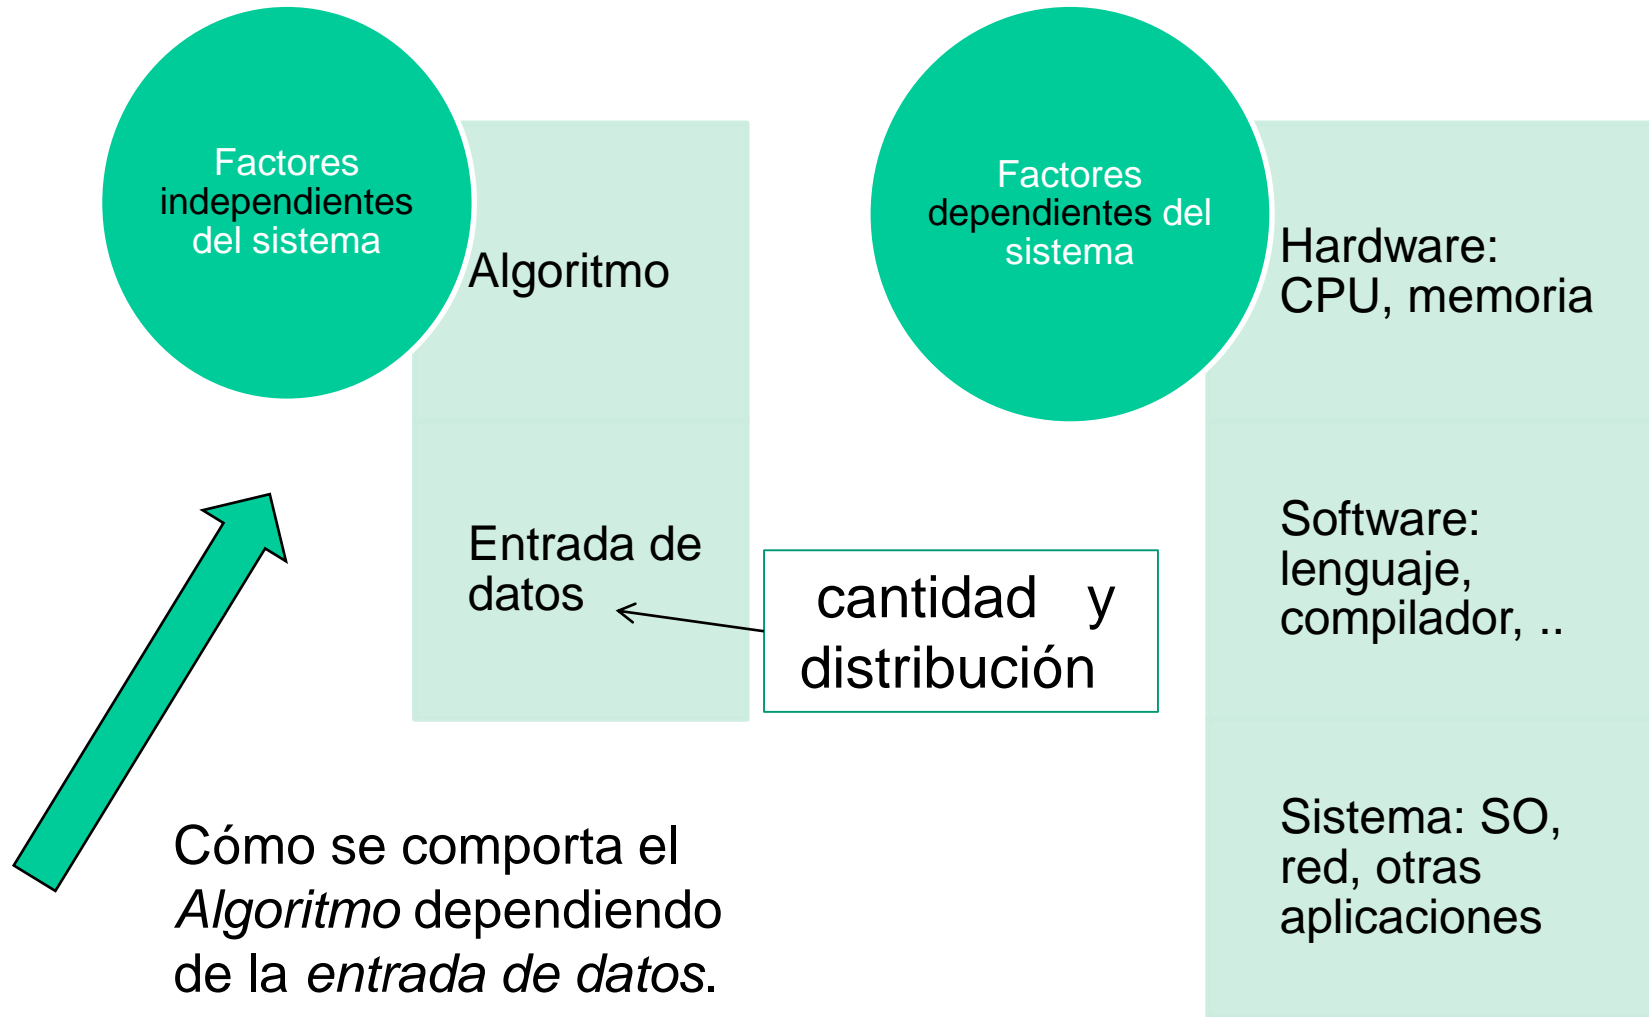 Factores
independientes
del sistema
Algoritmo
Entrada de
datos
cantidad y
distribución
Cómo se comporta el
Algoritmo dependiendo
de la entrada de datos.
Factores
dependientes del
sistema
Hardware:
CPU, memoria
Software:
lenguaje,
compilador, ..
Sistema: SO,
red, otras
aplicaciones